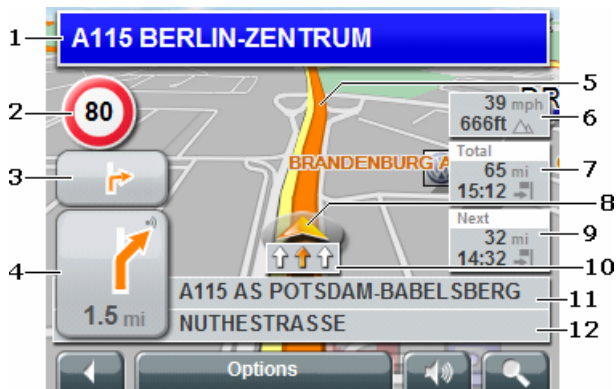 1
A115 BERLIN-ZENTRUM
2
80
3
4
1.5 mi
5
39 mph
6
666ft
Total
7
65 mi
15:12
BRANDENBURG A
8
Next
9
32 mi
14:32
10
A115 AS POTSDAM-BABELSBERG
11
NUTHESTRASSE
12
Options